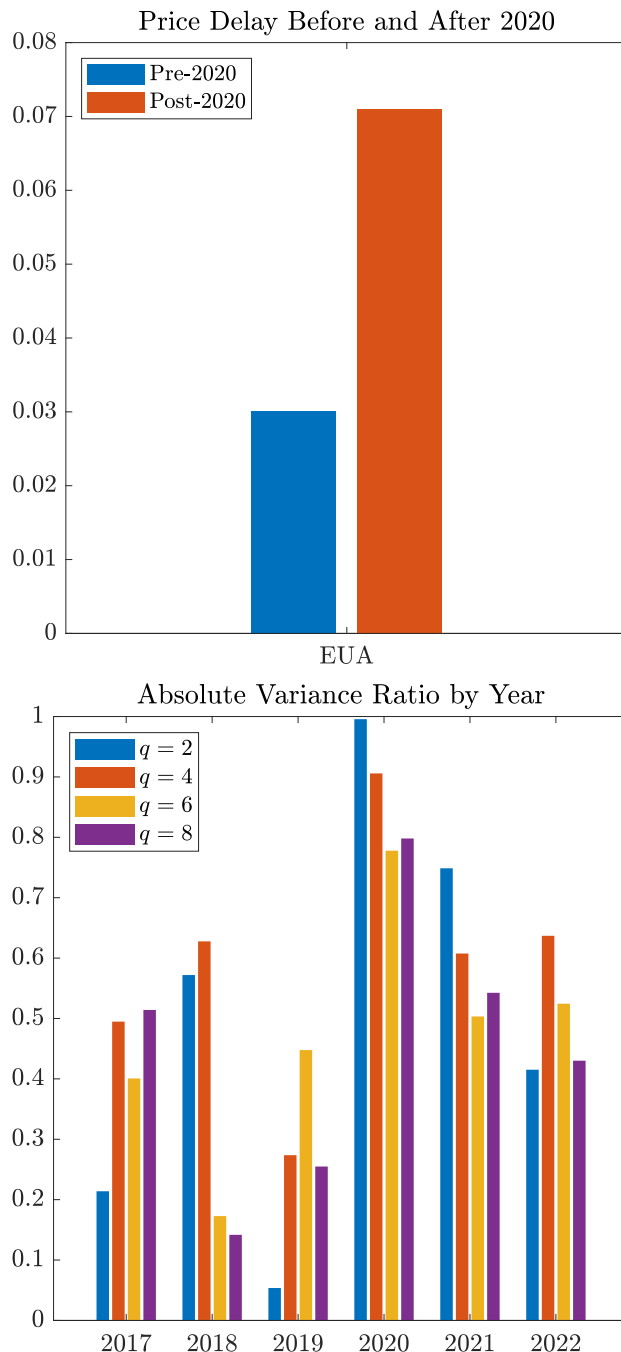 Price Delay Before and After 2020
0.08
0.07
0.06
0.05
0.04
0.03
0.02
0.01
0
Pre-2020
Post-2020
EUA
Absolute Variance Ratio by Year
1
0.9
0.8
0.7
0.6
0.5
0.4
0.3
0.2
0.1
0
q = 2
q = 4
q = 6
q = 8
2017 2018 2019 2020 2021 2022